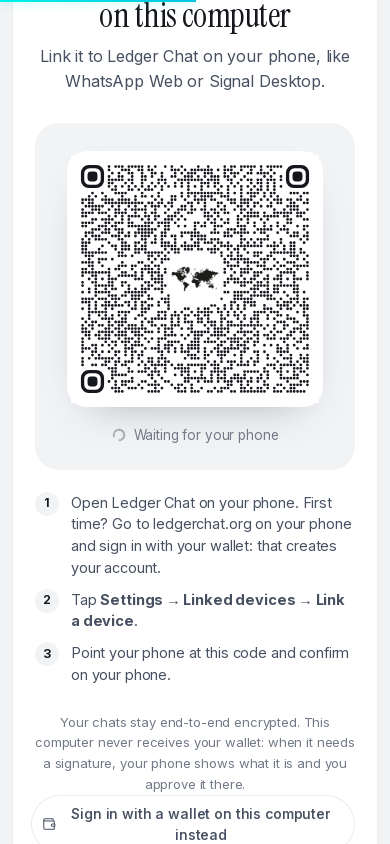 on this computer
Link it to Ledger Chat on your phone, like
WhatsApp Web or Signal Desktop.
Waiting for your phone
1 Open Ledger Chat on your phone. First
time? Go to ledgerchat.org on your phone
and sign in with your wallet: that creates
your account.
2 Tap Settings → Linked devices → Link
a device.
3 Point your phone at this code and confirm
on your phone.
Your chats stay end-to-end encrypted. This
computer never receives your wallet: when it needs
a signature, your phone shows what it is and you
approve it there.
Sign in with a wallet on this computer
instead